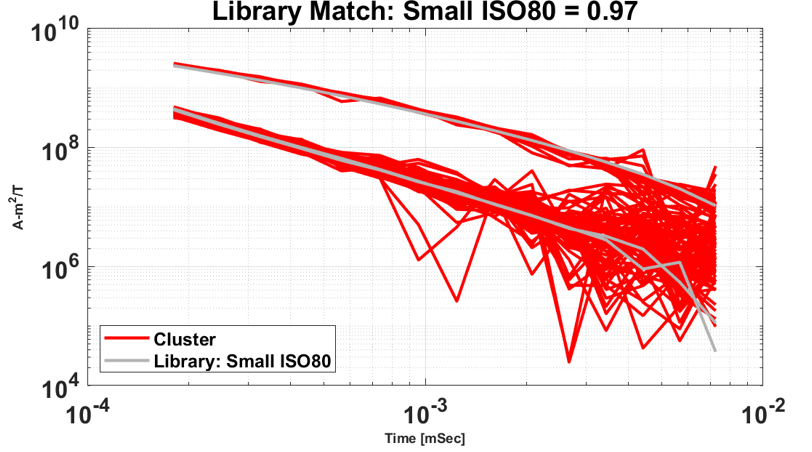 Library Match: Small ISO80 = 0.97
10^10
10^8
10^6
10^4
A-m^2/T
Cluster
Library: Small ISO80
10^-4
10^-3
10^-2
Time [mSec]